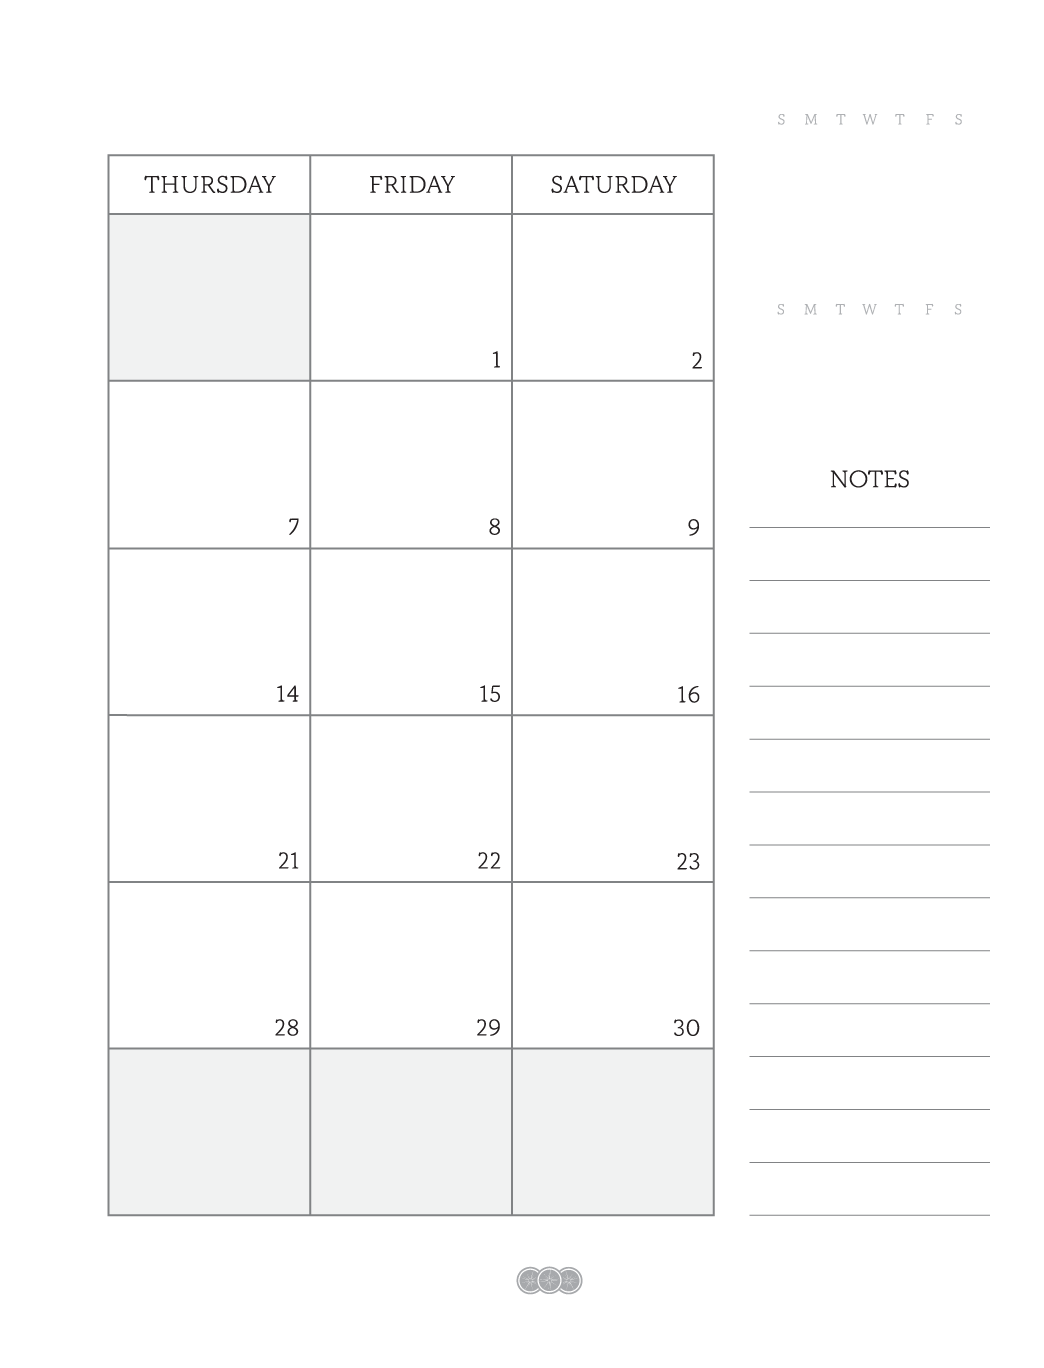 S M T W T F S
THURSDAY FRIDAY SATURDAY
S M T W T F S
1 2
NOTES
7 8 9
14 15 16
21 22 23
28 29 30